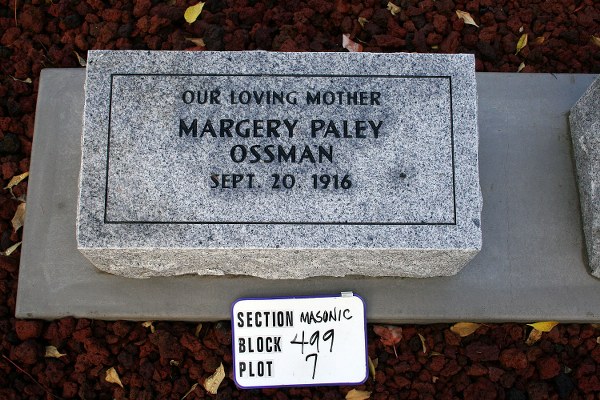 OUR LOVING MOTHER
MARGERY PALEY
OSSMAN
SEPT. 20. 1916
SECTION MASONIC
BLOCK 499
PLOT 7